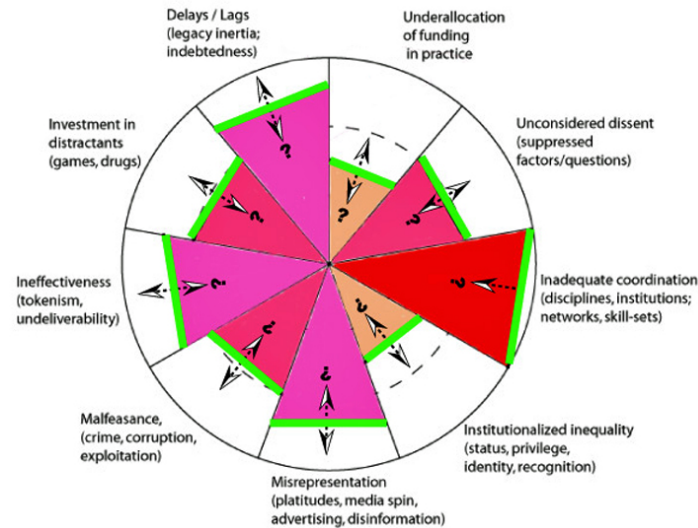 Delays / Lags
(legacy inertia;
indebtedness)
Underallocation
of funding
in practice
Unconsidered dissent
(suppressed
factors/questions)
Inadequate coordination
(disciplines, institutions;
networks, skill-sets)
Institutionalized inequality
(status, privilege,
identity, recognition)
Misrepresentation
(platitudes, media spin,
advertising, disinformation)
Malfeasance,
(crime, corruption,
exploitation)
Ineffectiveness
(tokenism,
undeliverability)
Investment in
distractants
(games, drugs)
?
?
?
?
?
?
?
?
?